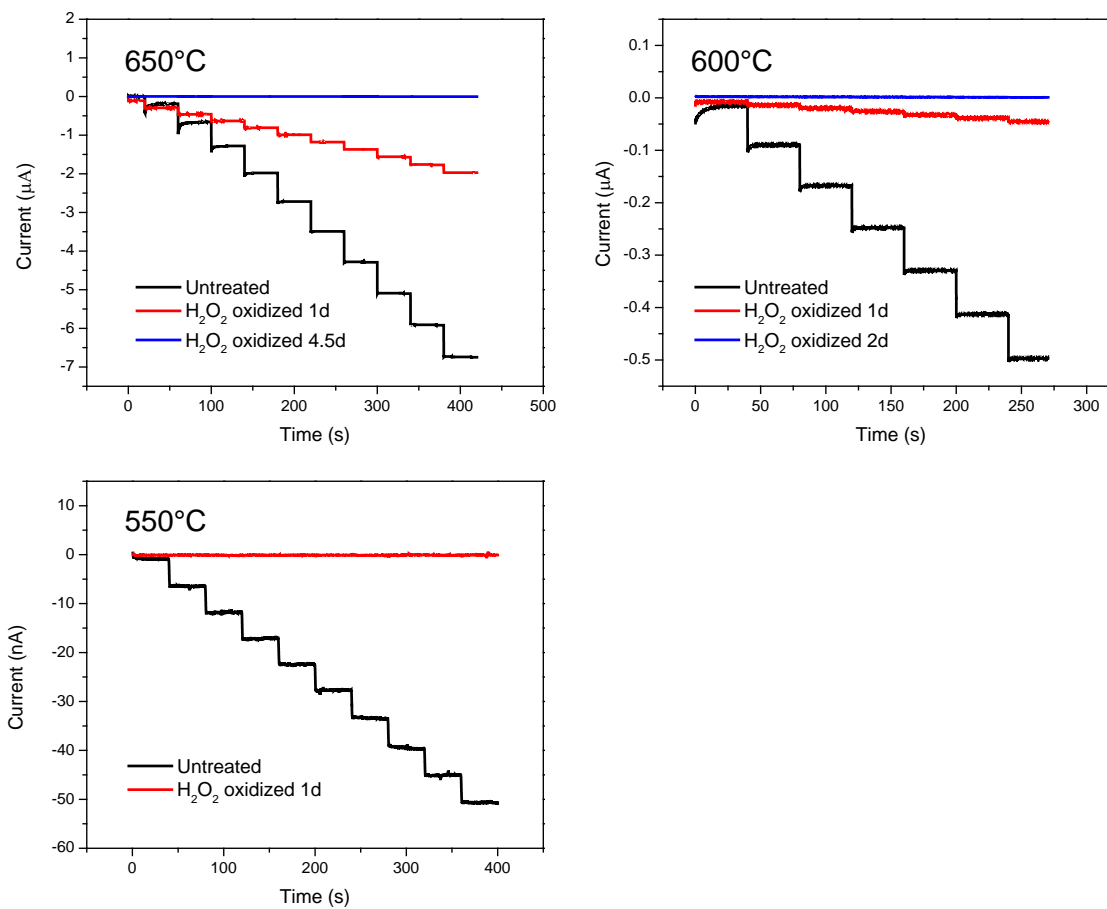 650°C
2
1
0
-1
-2
-3
-4
-5
-6
-7
Current (μA)
Untreated
H2O2 oxidized 1d
H2O2 oxidized 4.5d
0 100 200 300 400 500
Time (s)
600°C
0.1
0.0
-0.1
-0.2
-0.3
-0.4
-0.5
Current (μA)
Untreated
H2O2 oxidized 1d
H2O2 oxidized 2d
0 50 100 150 200 250 300
Time (s)
550°C
10
0
-10
-20
-30
-40
-50
-60
Current (nA)
Untreated
H2O2 oxidized 1d
0 100 200 300 400
Time (s)